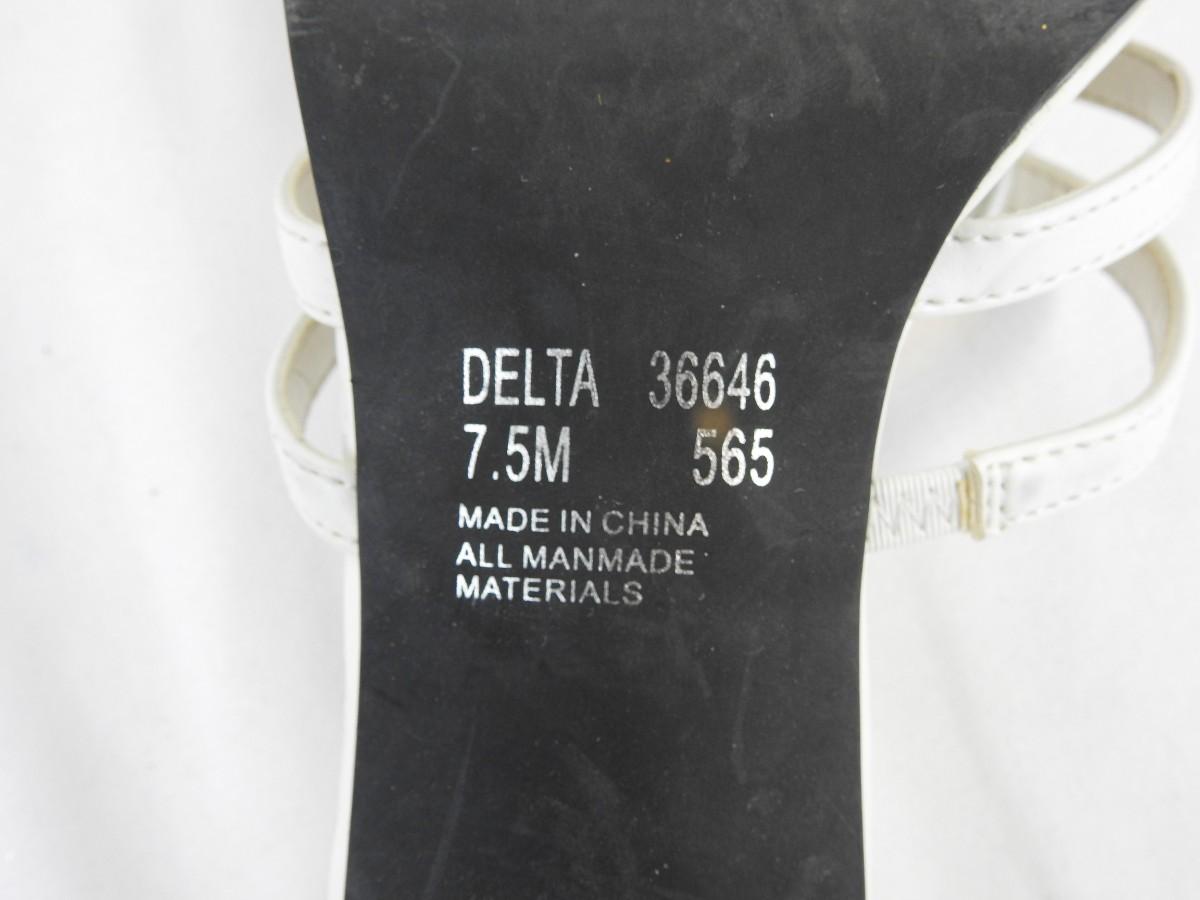 DELTA 36646
7.5M 565
MADE IN CHINA
ALL MANMADE
MATERIALS